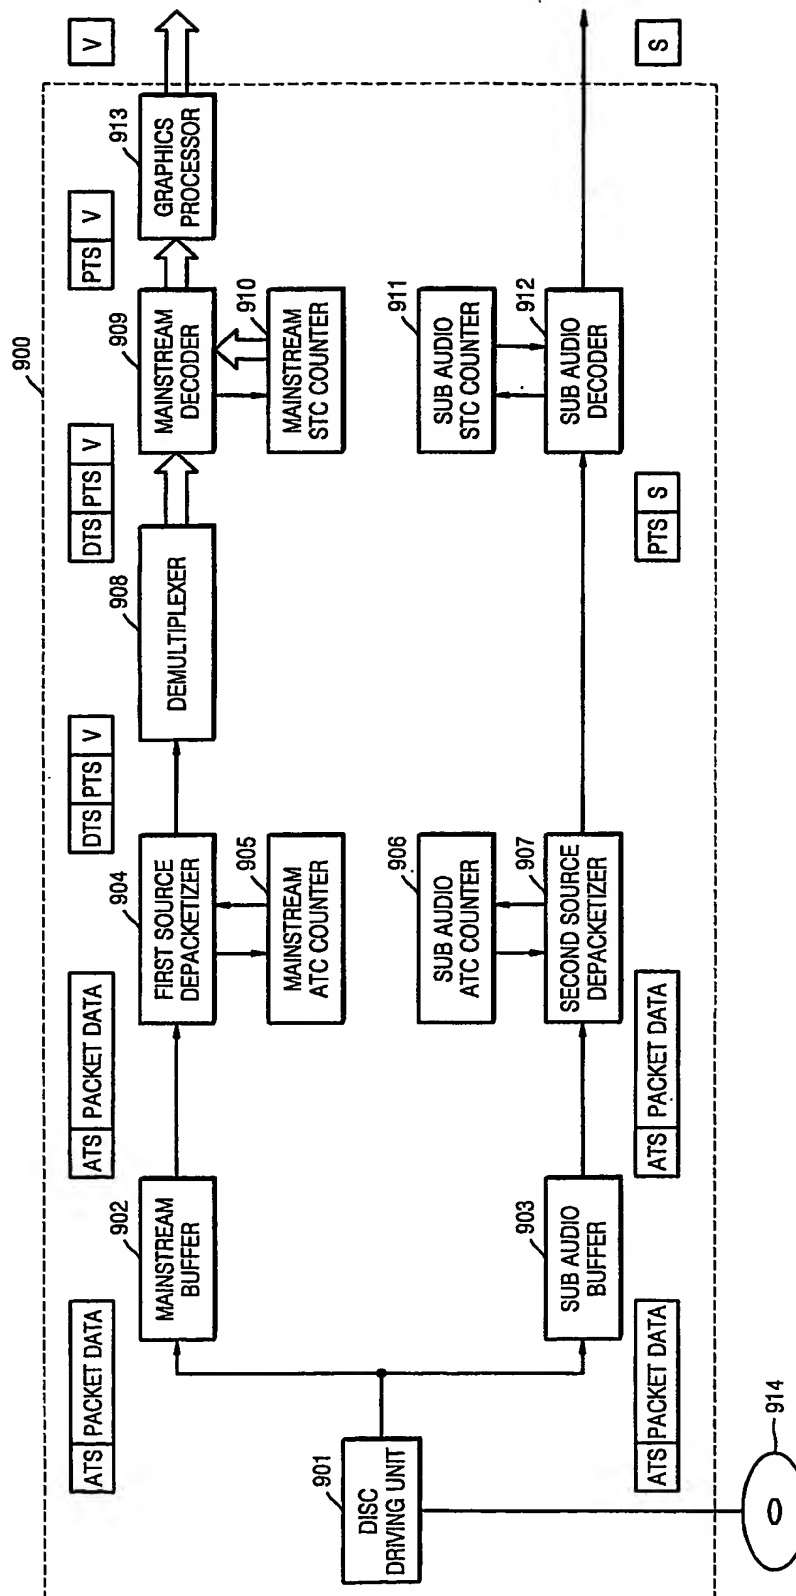 900
ATS PACKET DATA
ATS PACKET DATA
DTS PTS V
DTS PTS V
PTS V
V
902
MAINSTREAM
BUFFER
904
FIRST SOURCE
DEPACKETIZER
908
DEMULTIPLEXER
909
MAINSTREAM
DECODER
913
GRAPHICS
PROCESSOR
905
MAINSTREAM
ATC COUNTER
910
MAINSTREAM
STC COUNTER
901
DISC
DRIVING UNIT
906
SUB AUDIO
ATC COUNTER
911
SUB AUDIO
STC COUNTER
903
SUB AUDIO
BUFFER
907
SECOND SOURCE
DEPACKETIZER
912
SUB AUDIO
DECODER
ATS PACKET DATA
ATS PACKET DATA
PTS S
S
914